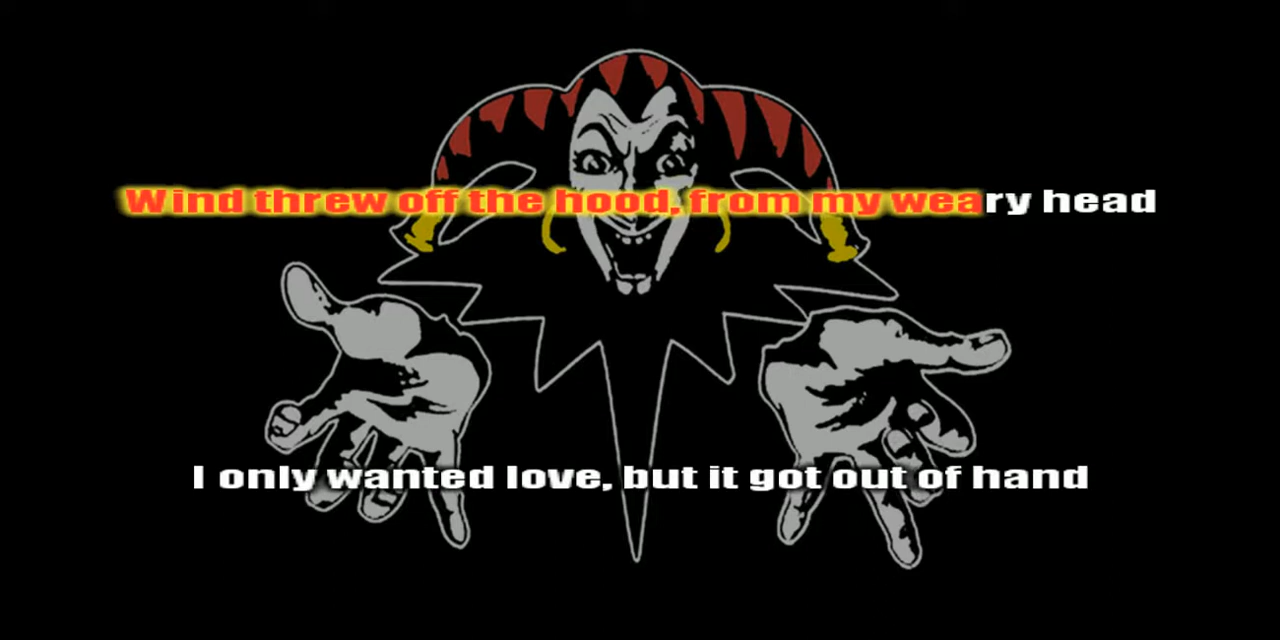 Wind threw off the hood, from my weary head
I only wanted love, but it got out of hand